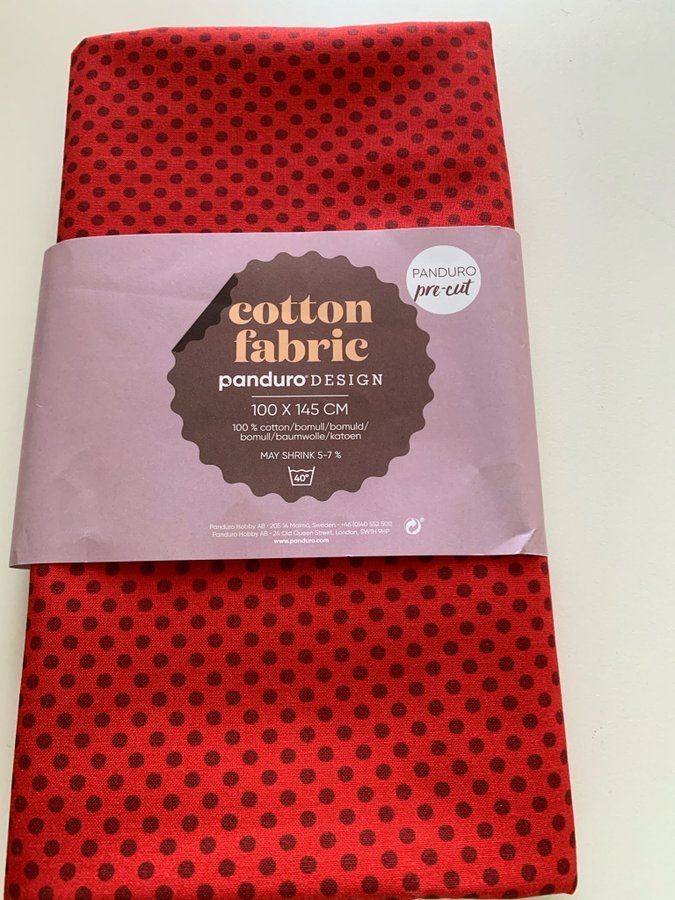 PANDURO
pre-cut
cotton
fabric
panduro® DESIGN
100 X 145 CM
100 % cotton/bomull/bomuld/
bomull/baumwolle/katoen
MAY SHRINK 5-7 %
40°
Panduro Hobby AB • 205 14 Malmö, Sweden • +46 (0)40 552 500
Panduro Hobby AB • 24 Old Queen Street, London, SW1H 9HP
www.panduro.com